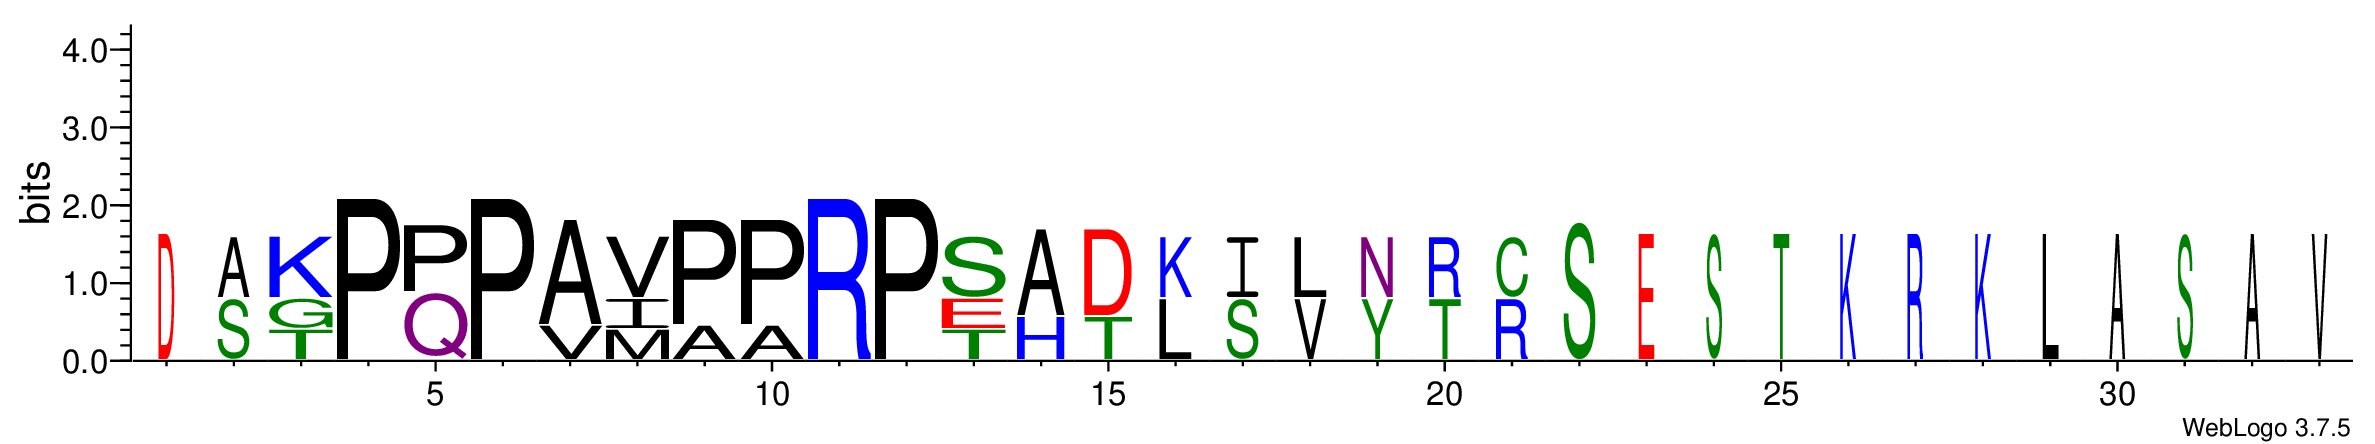 4.0
3.0
2.0
1.0
0.0
bits
D A K P P P A V P P R P S A D K I L N R C S E S T K R K L A S A V
S G Q V I A A E H L S V Y T R
T M T T
5 10 15 20 25 30
WebLogo 3.7.5